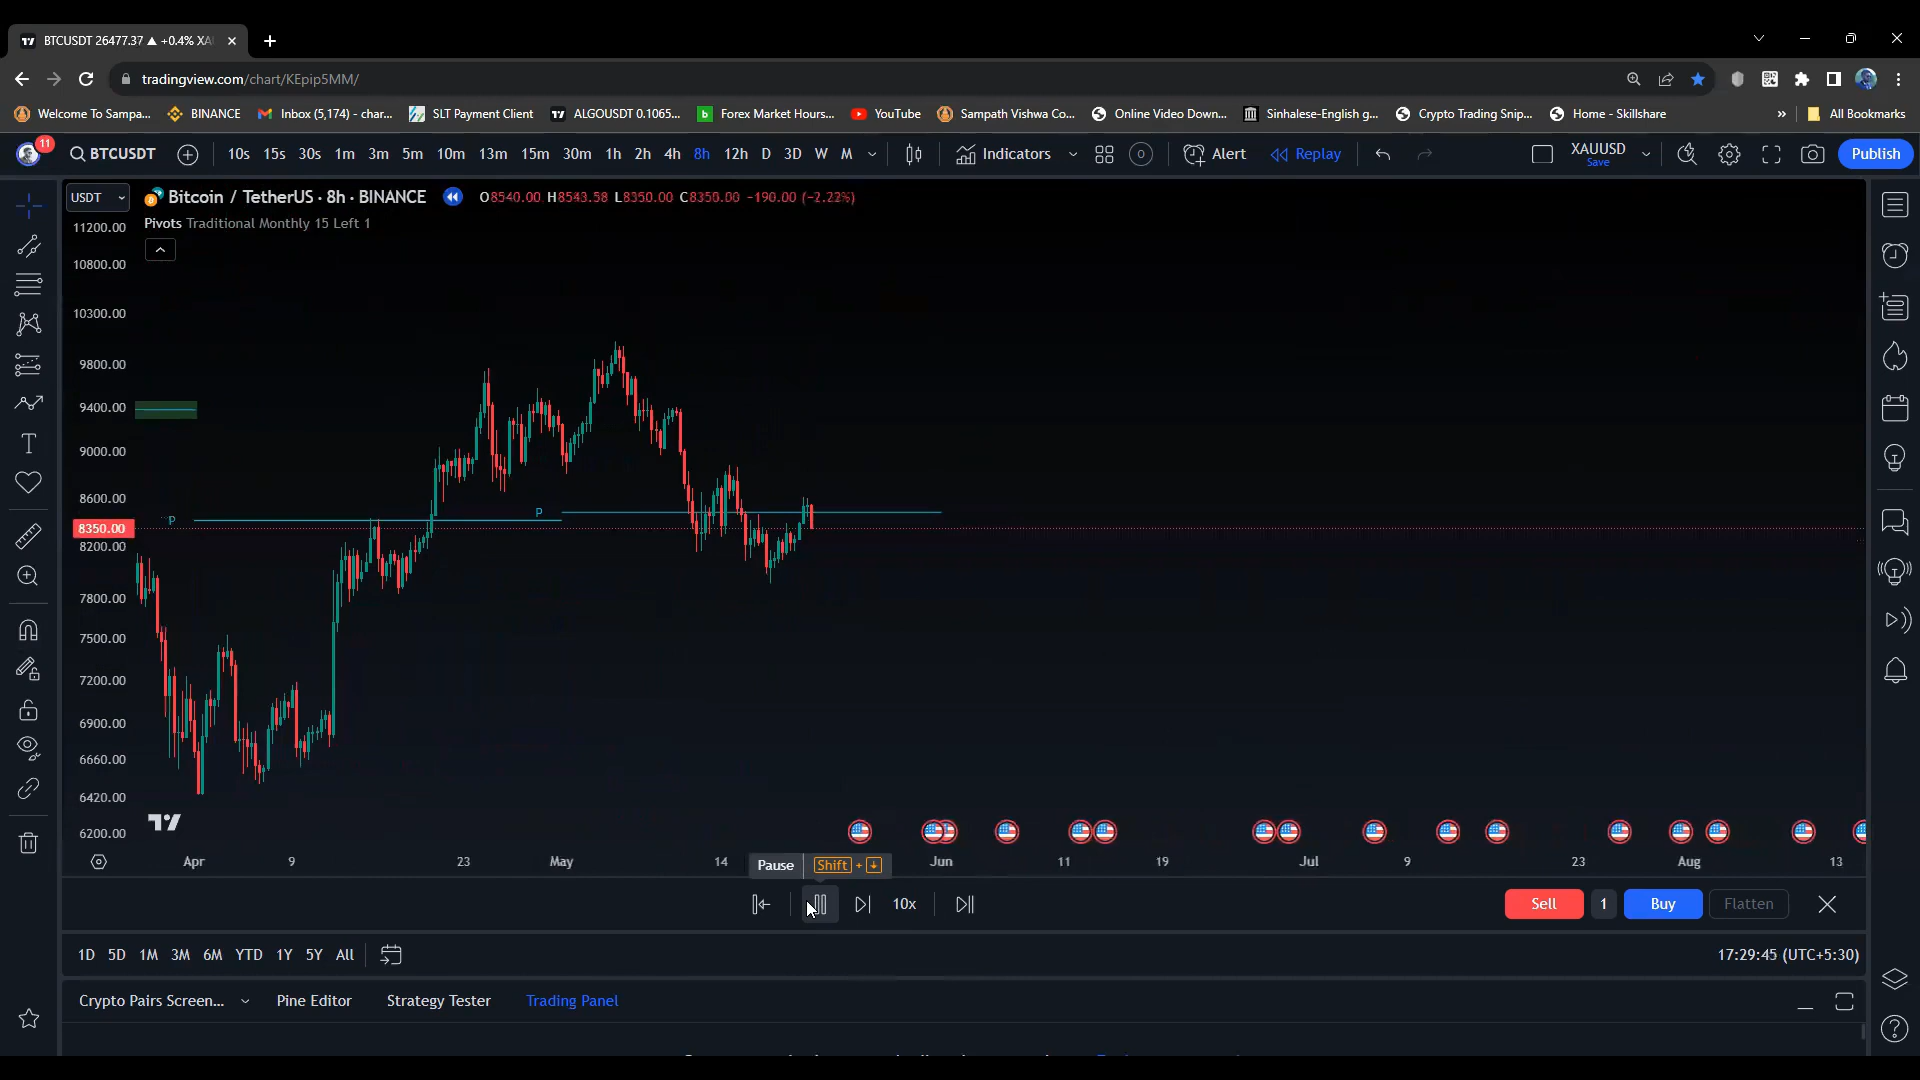 BTCUSDT 26477.37 ▲ +0.4% XA
tradingview.com/chart/KEpip5MM/
Welcome To Sampa... BINANCE Inbox (5,174) - char... SLT Payment Client ALGOUSDT 0.1065... Forex Market Hours... YouTube Sampath Vishwa Co... Online Video Down... Sinhalese-English g... Crypto Trading Snip... Home - Skillshare » All Bookmarks
11 BTCUSDT 10s 15s 30s 1m 3m 5m 10m 13m 15m 30m 1h 2h 4h 8h 12h D 3D W M Indicators Alert Replay XAUUSD Save Publish
USDT Bitcoin / TetherUS · 8h · BINANCE O8540.00 H8543.58 L8350.00 C8350.00 -190.00 (-2.22%)
Pivots Traditional Monthly 15 Left 1
11200.00
10800.00
10300.00
9800.00
9400.00
9000.00
8600.00
P
P
8350.00
8200.00
7800.00
7500.00
7200.00
6900.00
6660.00
6420.00
6200.00
Apr 9 23 May 14 Jun 11 19 Jul 9 23 Aug 13
Pause Shift + ↓
10x Sell 1 Buy Flatten
1D 5D 1M 3M 6M YTD 1Y 5Y All 17:29:45 (UTC+5:30)
Crypto Pairs Screen... Pine Editor Strategy Tester Trading Panel